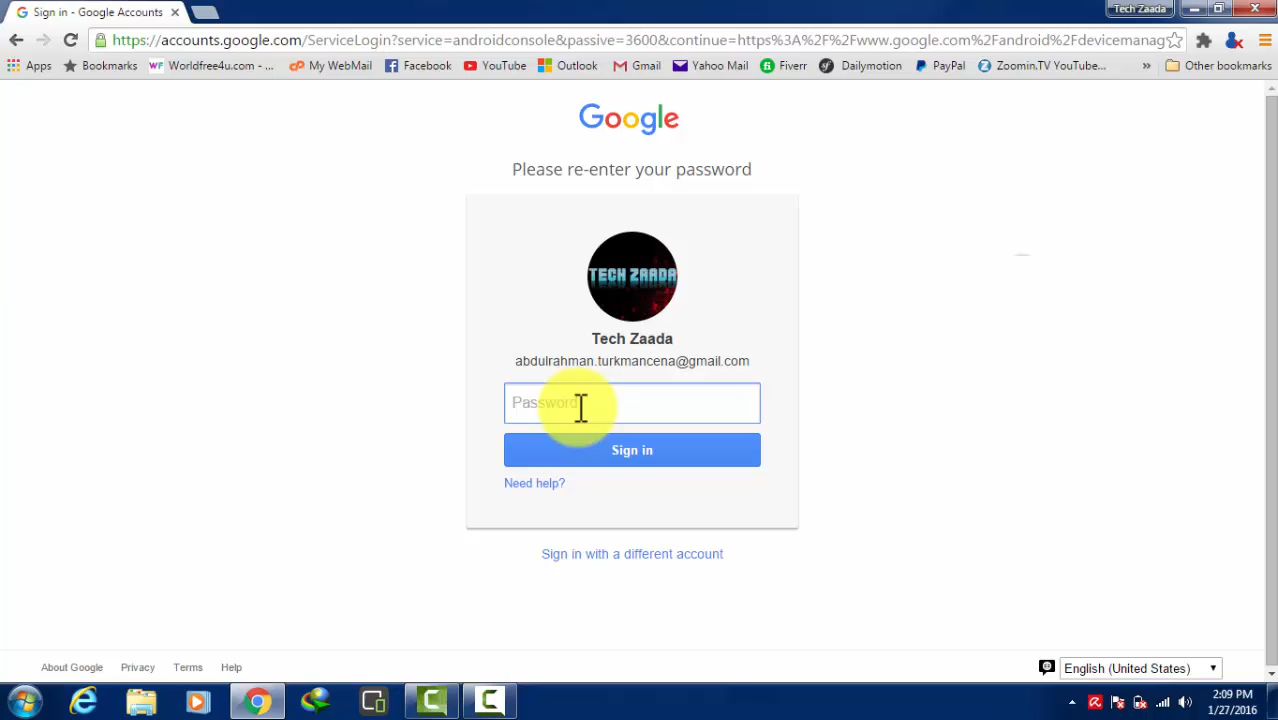 Sign in - Google Accounts
Tech Zaada
https://accounts.google.com/ServiceLogin?service=androidconsole&passive=3600&continue=https%3A%2F%2Fwww.google.com%2Fandroid%2Fdevicemanag
Apps Bookmarks Worldfree4u.com - ... My WebMail Facebook YouTube Outlook Gmail Yahoo Mail Fiverr Dailymotion PayPal Zoomin.TV YouTube... » Other bookmarks
Google
Please re-enter your password
TECH ZAADA
Tech Zaada
abdulrahman.turkmancena@gmail.com
Password
Sign in
Need help?
Sign in with a different account
About Google Privacy Terms Help
English (United States)
2:09 PM
1/27/2016